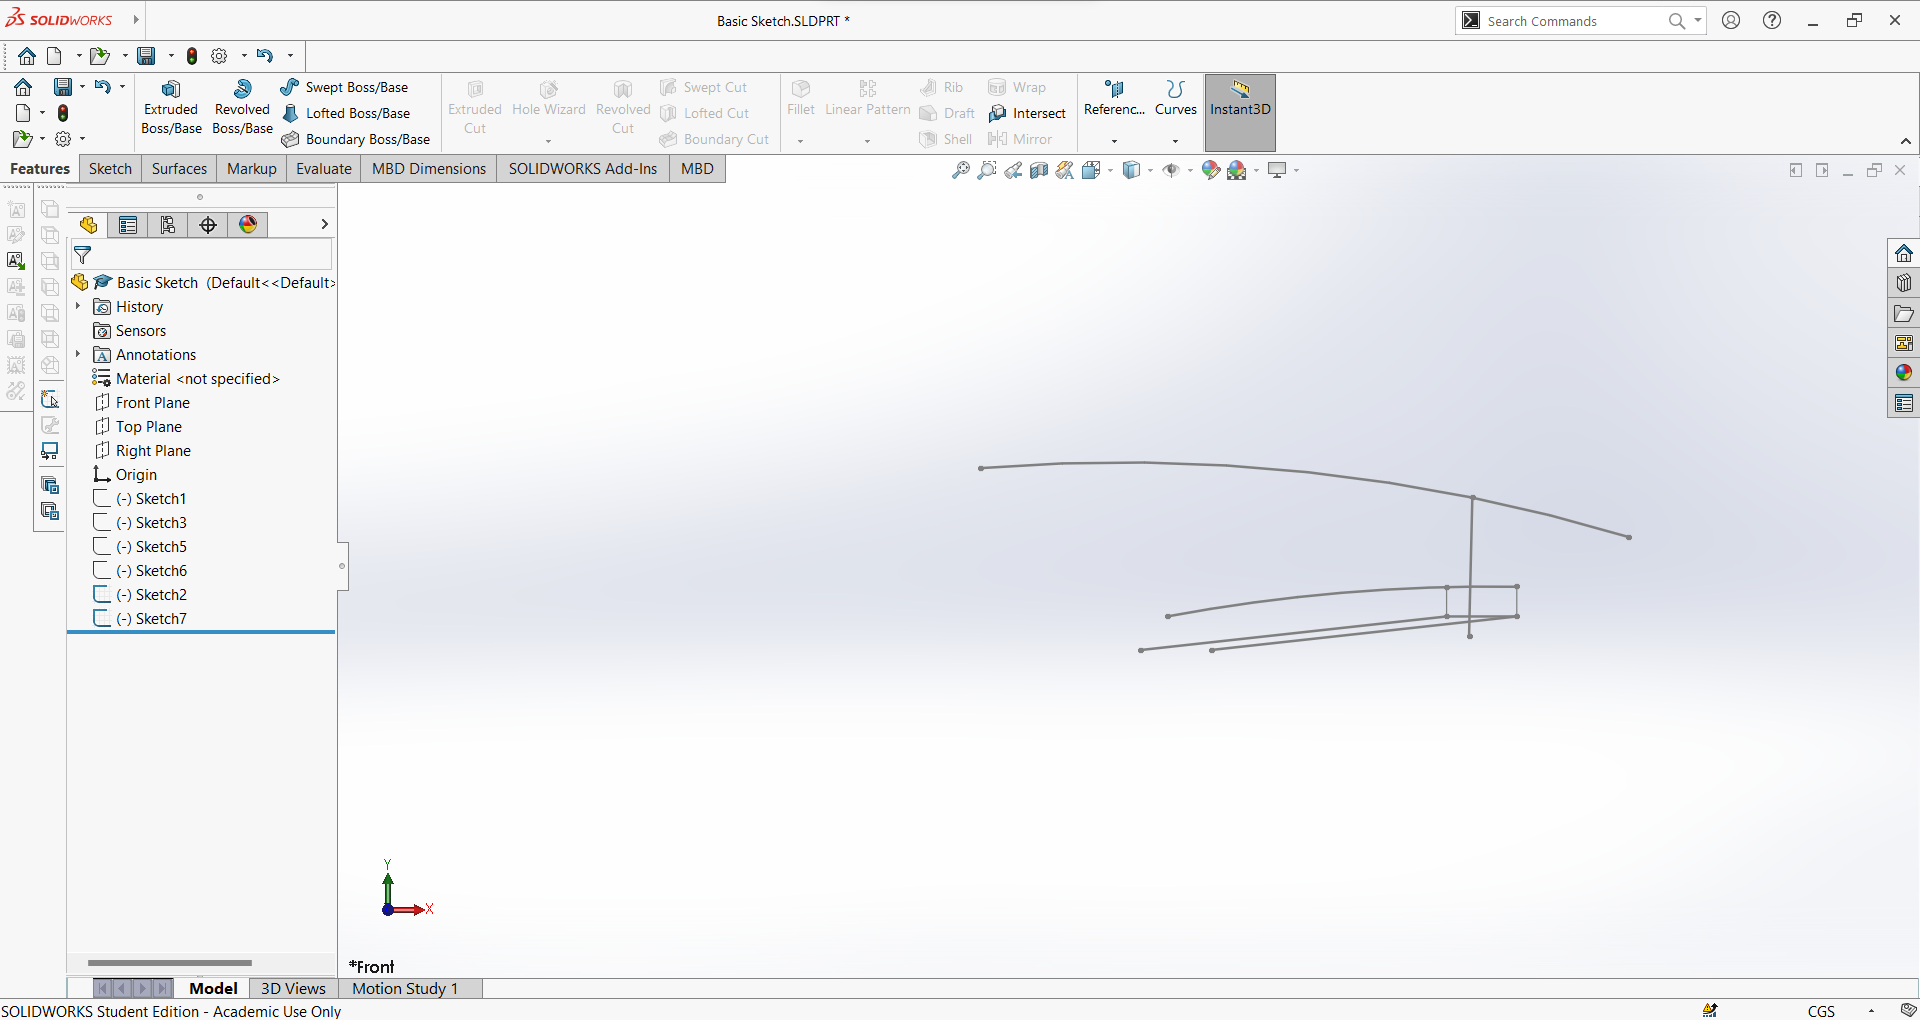 SOLIDWORKS
Basic Sketch.SLDPRT *
Search Commands
Extruded Boss/Base
Revolved Boss/Base
Swept Boss/Base
Lofted Boss/Base
Boundary Boss/Base
Extruded Cut
Hole Wizard
Revolved Cut
Swept Cut
Lofted Cut
Boundary Cut
Fillet
Linear Pattern
Rib
Draft
Shell
Wrap
Intersect
Mirror
Referenc...
Curves
Instant3D
Features
Sketch
Surfaces
Markup
Evaluate
MBD Dimensions
SOLIDWORKS Add-Ins
MBD
Basic Sketch (Default<<Default>
History
Sensors
Annotations
Material <not specified>
Front Plane
Top Plane
Right Plane
Origin
(-) Sketch1
(-) Sketch3
(-) Sketch5
(-) Sketch6
(-) Sketch2
(-) Sketch7
Y
X
*Front
Model
3D Views
Motion Study 1
SOLIDWORKS Student Edition - Academic Use Only
CGS